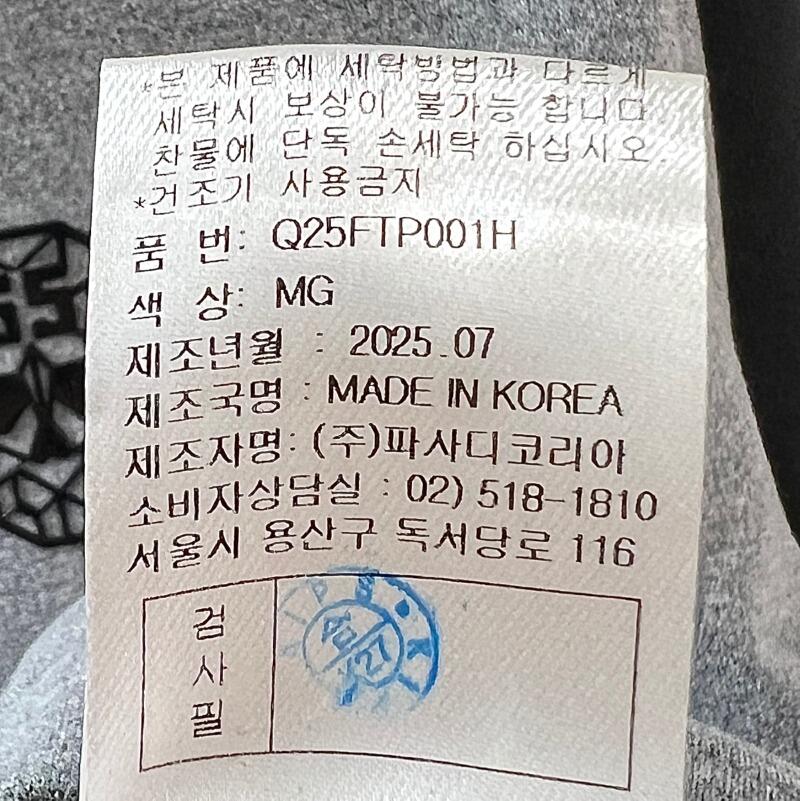 *본 제품에 세탁방법과 다르게
세탁시 보상이 불가능 합니다.
찬물에 단독 손세탁 하십시오.
*건조기 사용금지
품 번: Q25FTP001H
색 상: MG
제조년월 : 2025.07
제조국명 : MADE IN KOREA
제조자명: (주)파사디코리아
소비자상담실 : 02) 518-1810
서울시 용산구 독서당로 116
검
사
필